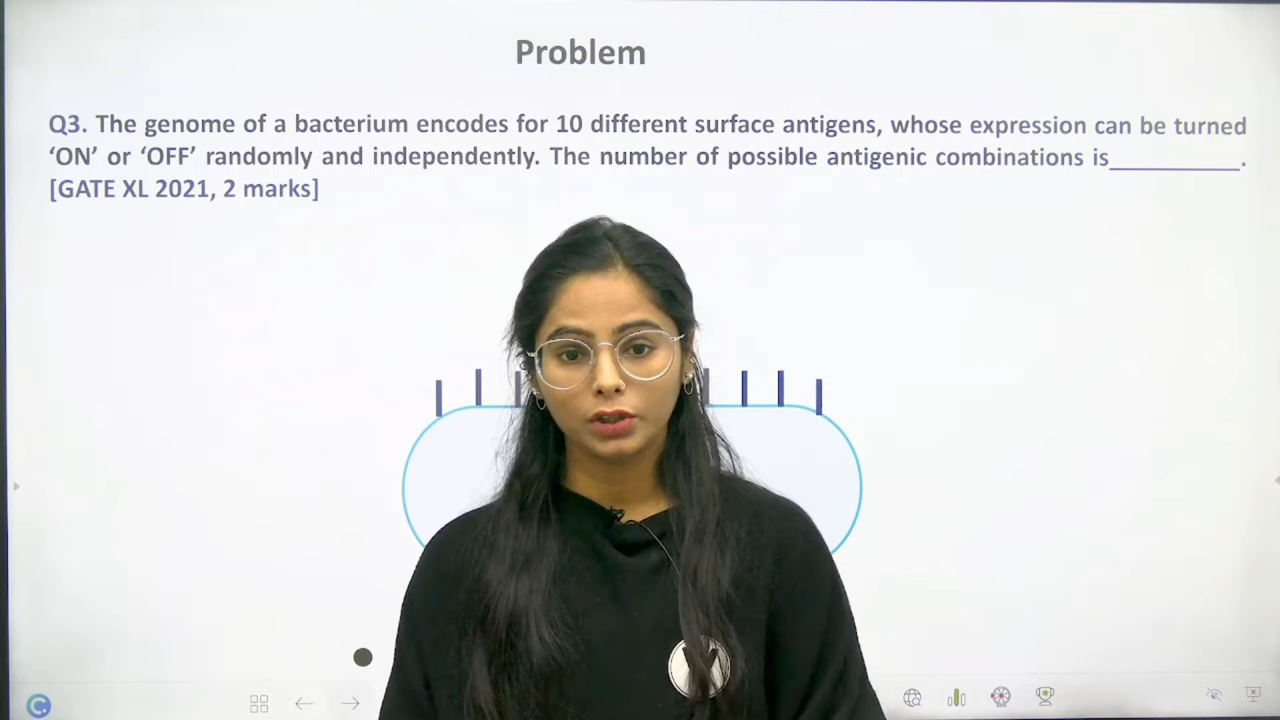 Problem
Q3. The genome of a bacterium encodes for 10 different surface antigens, whose expression can be turned
‘ON’ or ‘OFF’ randomly and independently. The number of possible antigenic combinations is__________.
[GATE XL 2021, 2 marks]